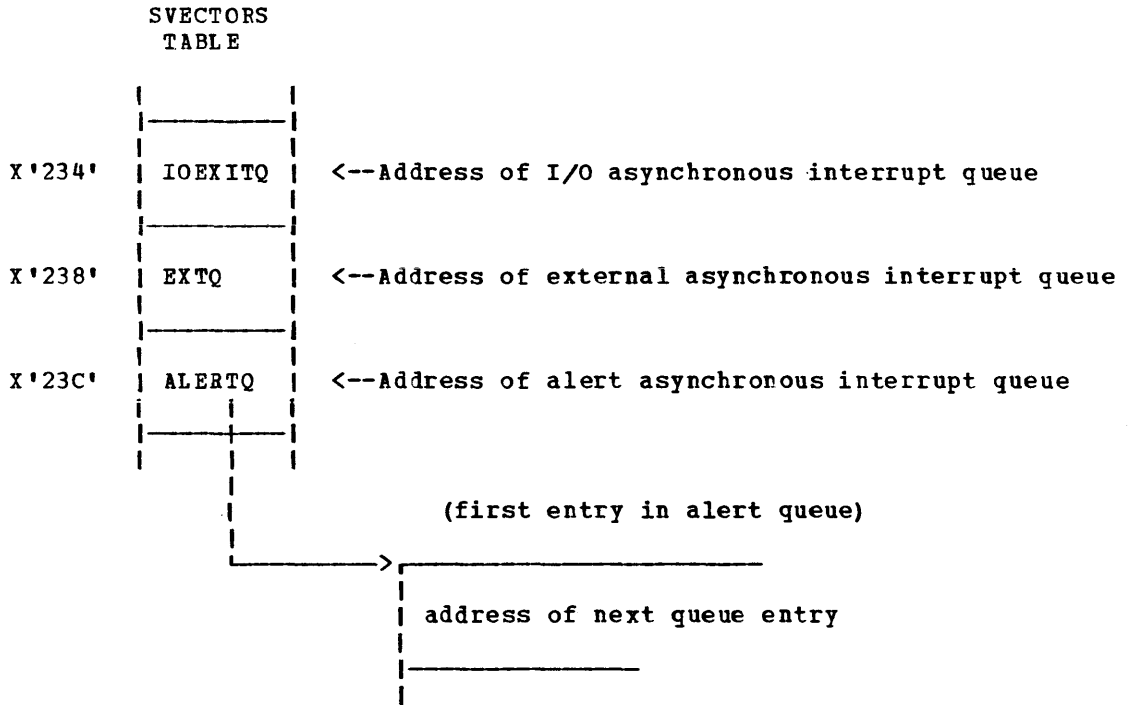 SVECTORS
TABLE
X'234' IOEXITQ <--Address of I/O asynchronous interrupt queue
X'238' EXTQ <--Address of external asynchronous interrupt queue
X'23C' ALERTQ <--Address of alert asynchronous interrupt queue
(first entry in alert queue)
address of next queue entry